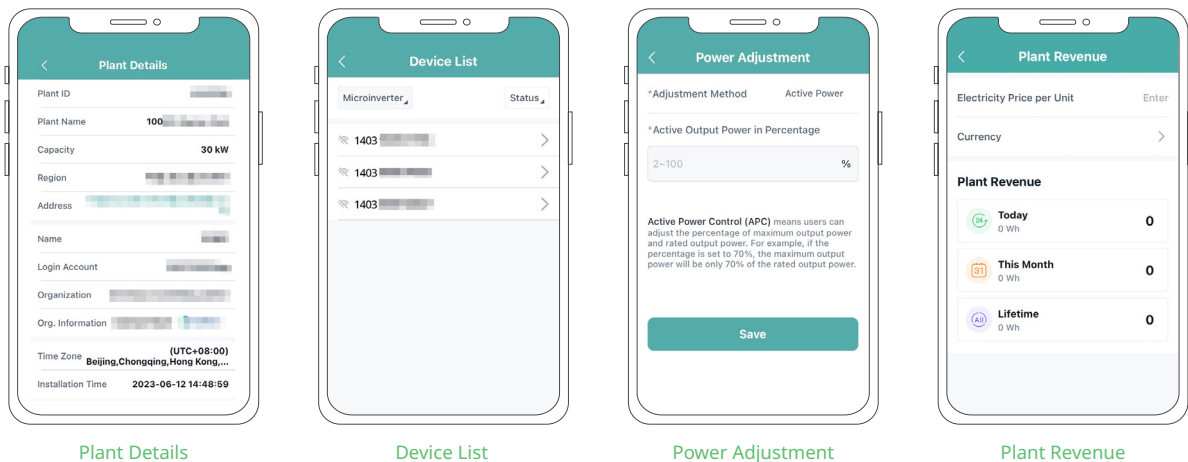 Plant Details
Plant ID
Plant Name 100
Capacity 30 kW
Region
Address
Name
Login Account
Organization
Org. Information
Time Zone (UTC+08:00)
Beijing,Chongqing,Hong Kong,...
Installation Time 2023-06-12 14:48:59
Plant Details
Device List
Microinverter Status
1403
1403
1403
Device List
Power Adjustment
*Adjustment Method Active Power
*Active Output Power in Percentage
2~100 %
Active Power Control (APC) means users can
adjust the percentage of maximum output power
and rated output power. For example, if the
percentage is set to 70%, the maximum output
power will be only 70% of the rated output power.
Save
Power Adjustment
Plant Revenue
Electricity Price per Unit Enter
Currency
Plant Revenue
24h Today 0
0 Wh
31 This Month 0
0 Wh
All Lifetime 0
0 Wh
Plant Revenue